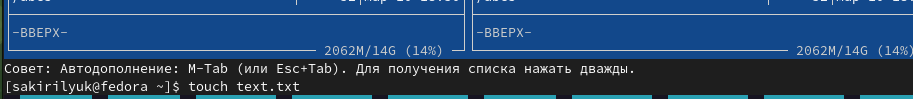 -ВВЕРХ- -ВВЕРХ-
2062M/14G (14%) 2062M/14G (14%)
Совет: Автодополнение: M-Tab (или Esc+Tab). Для получения списка нажать дважды.
[sakirilyuk@fedora ~]$ touch text.txt